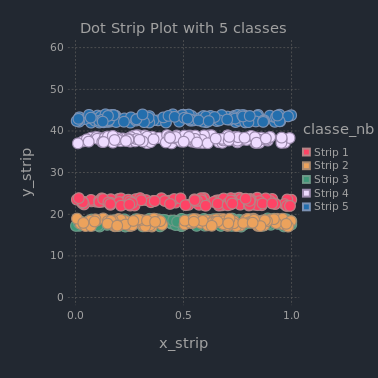 Dot Strip Plot with 5 classes
60
50
40
30
20
10
0
y_strip
0.0
0.5
1.0
x_strip
classe_nb
Strip 1
Strip 2
Strip 3
Strip 4
Strip 5